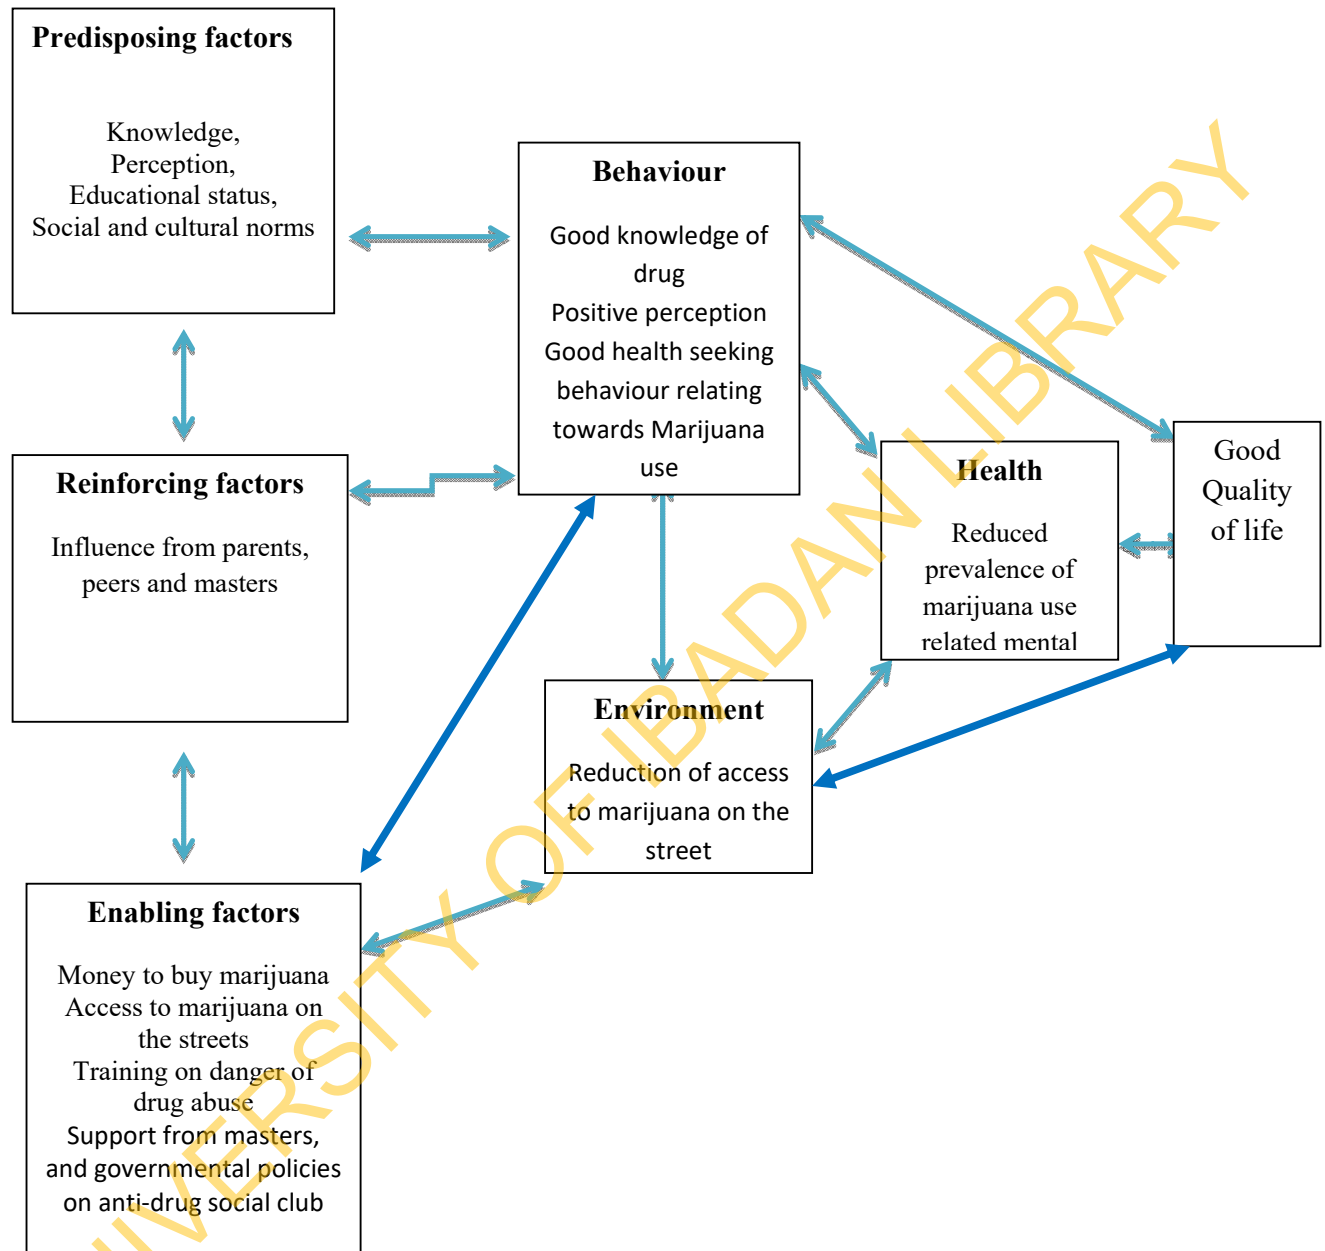 Predisposing factors
Knowledge,
Perception,
Educational status,
Social and cultural norms
Reinforcing factors
Influence from parents,
peers and masters
Enabling factors
Money to buy marijuana
Access to marijuana on
the streets
Training on danger of
drug abuse
Support from masters,
and governmental policies
on anti-drug social club
Behaviour
Good knowledge of
drug
Positive perception
Good health seeking
behaviour relating
towards Marijuana
use
Environment
Reduction of access
to marijuana on the
street
Health
Reduced
prevalence of
marijuana use
related mental
Good
Quality
of life
IVERSITY OF IBADAN LIBRARY